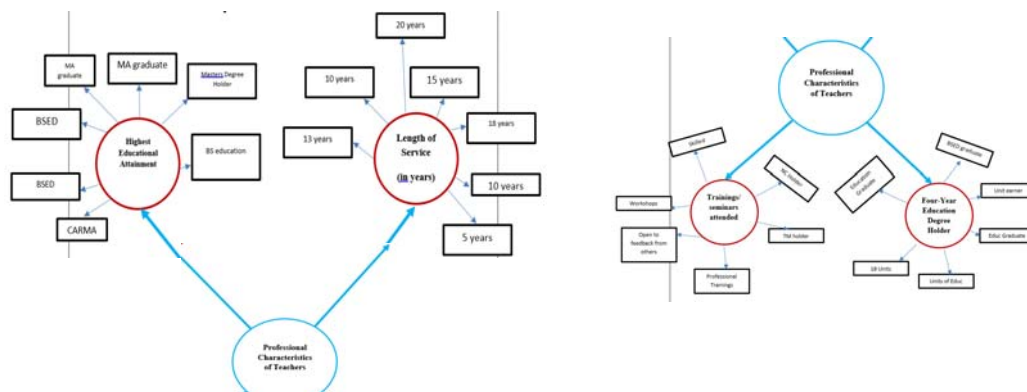 20 years
MA
graduate
MA graduate
Masters Degree
Holder
10 years
15 years
BSED
18 years
13 years
Highest
Educational
Attainment
BS education
Length of
Service
(in years)
BSED
10 years
CARMA
5 years
Professional
Characteristics
of Teachers
Professional
Characteristics
of Teachers
Skilled
BSED graduate
NC Holder
Education
Graduate
Workshops
Trainings/
seminars
attended
Four-Year
Education
Degree
Holder
Unit earner
Open to
feedback from
others
TM holder
Educ Graduate
Professional
Trainings
18 Units
Units of Educ